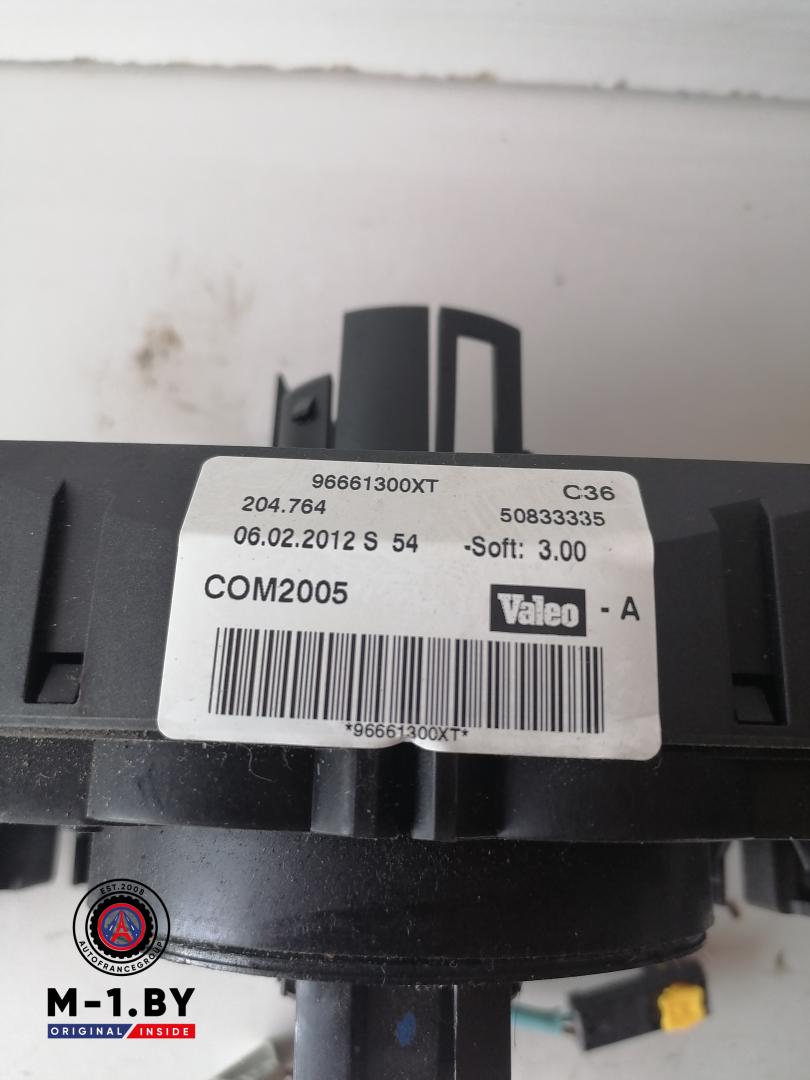 96661300XT C36
204.764 50833335
06.02.2012 S 54 -Soft: 3.00
COM2005 Valeo - A
*96661300XT*
EST.2008
AUTOFRANCEGROUP
M-1.BY
ORIGINAL INSIDE